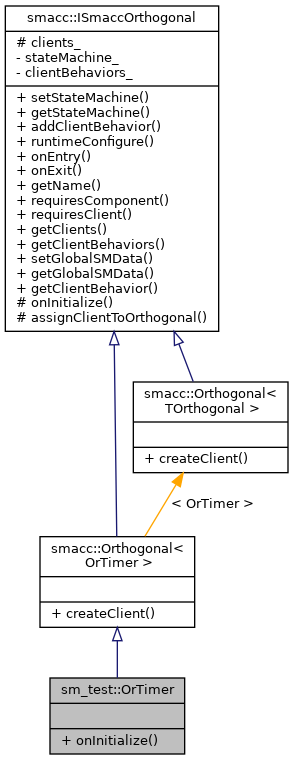 smacc::ISmaccOrthogonal
# clients_
- stateMachine_
- clientBehaviors_
+ setStateMachine()
+ getStateMachine()
+ addClientBehavior()
+ runtimeConfigure()
+ onEntry()
+ onExit()
+ getName()
+ requiresComponent()
+ requiresClient()
+ getClients()
+ getClientBehaviors()
+ setGlobalSMData()
+ getGlobalSMData()
+ getClientBehavior()
# onInitialize()
# assignClientToOrthogonal()
smacc::Orthogonal<
TOrthogonal >
+ createClient()
< OrTimer >
smacc::Orthogonal<
OrTimer >
+ createClient()
sm_test::OrTimer
+ onInitialize()